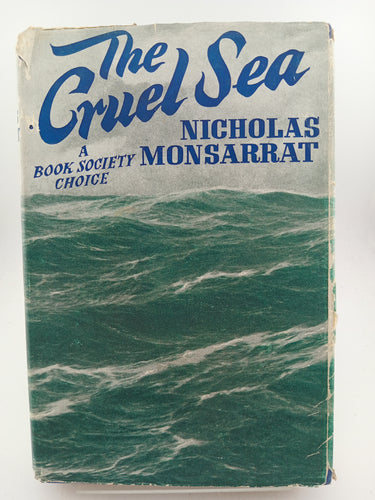 The
Cruel Sea
A
BOOK SOCIETY
CHOICE
NICHOLAS
MONSARRAT